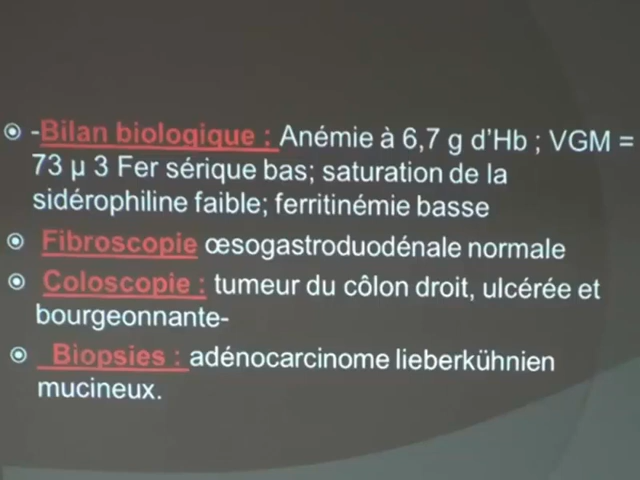 -Bilan biologique : Anémie à 6,7 g d'Hb ; VGM =
73 µ 3 Fer sérique bas; saturation de la
sidérophiline faible; ferritinémie basse
Fibroscopie œsogastroduodénale normale
Coloscopie : tumeur du côlon droit, ulcérée et
bourgeonnante-
Biopsies : adénocarcinome lieberkühnien
mucineux.